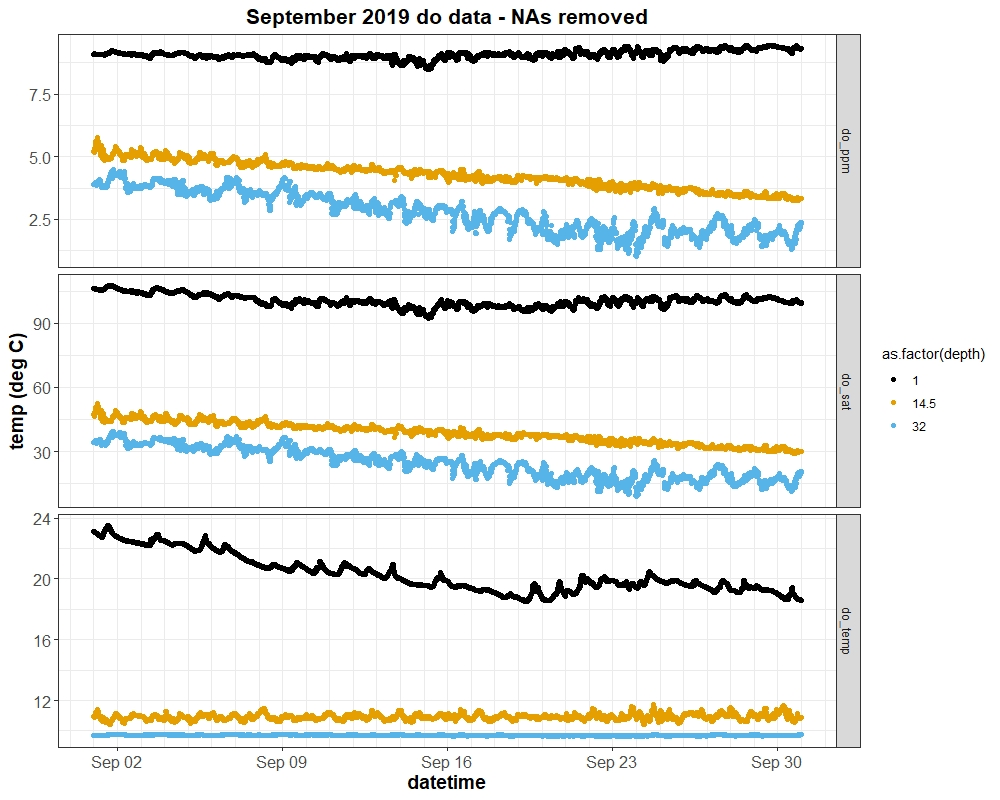 September 2019 do data - NAs removed
7.5
5.0
2.5
do_ppm
90
60
30
do_sat
24
20
16
12
do_temp
temp (deg C)
Sep 02
Sep 09
Sep 16
Sep 23
Sep 30
datetime
as.factor(depth)
1
14.5
32